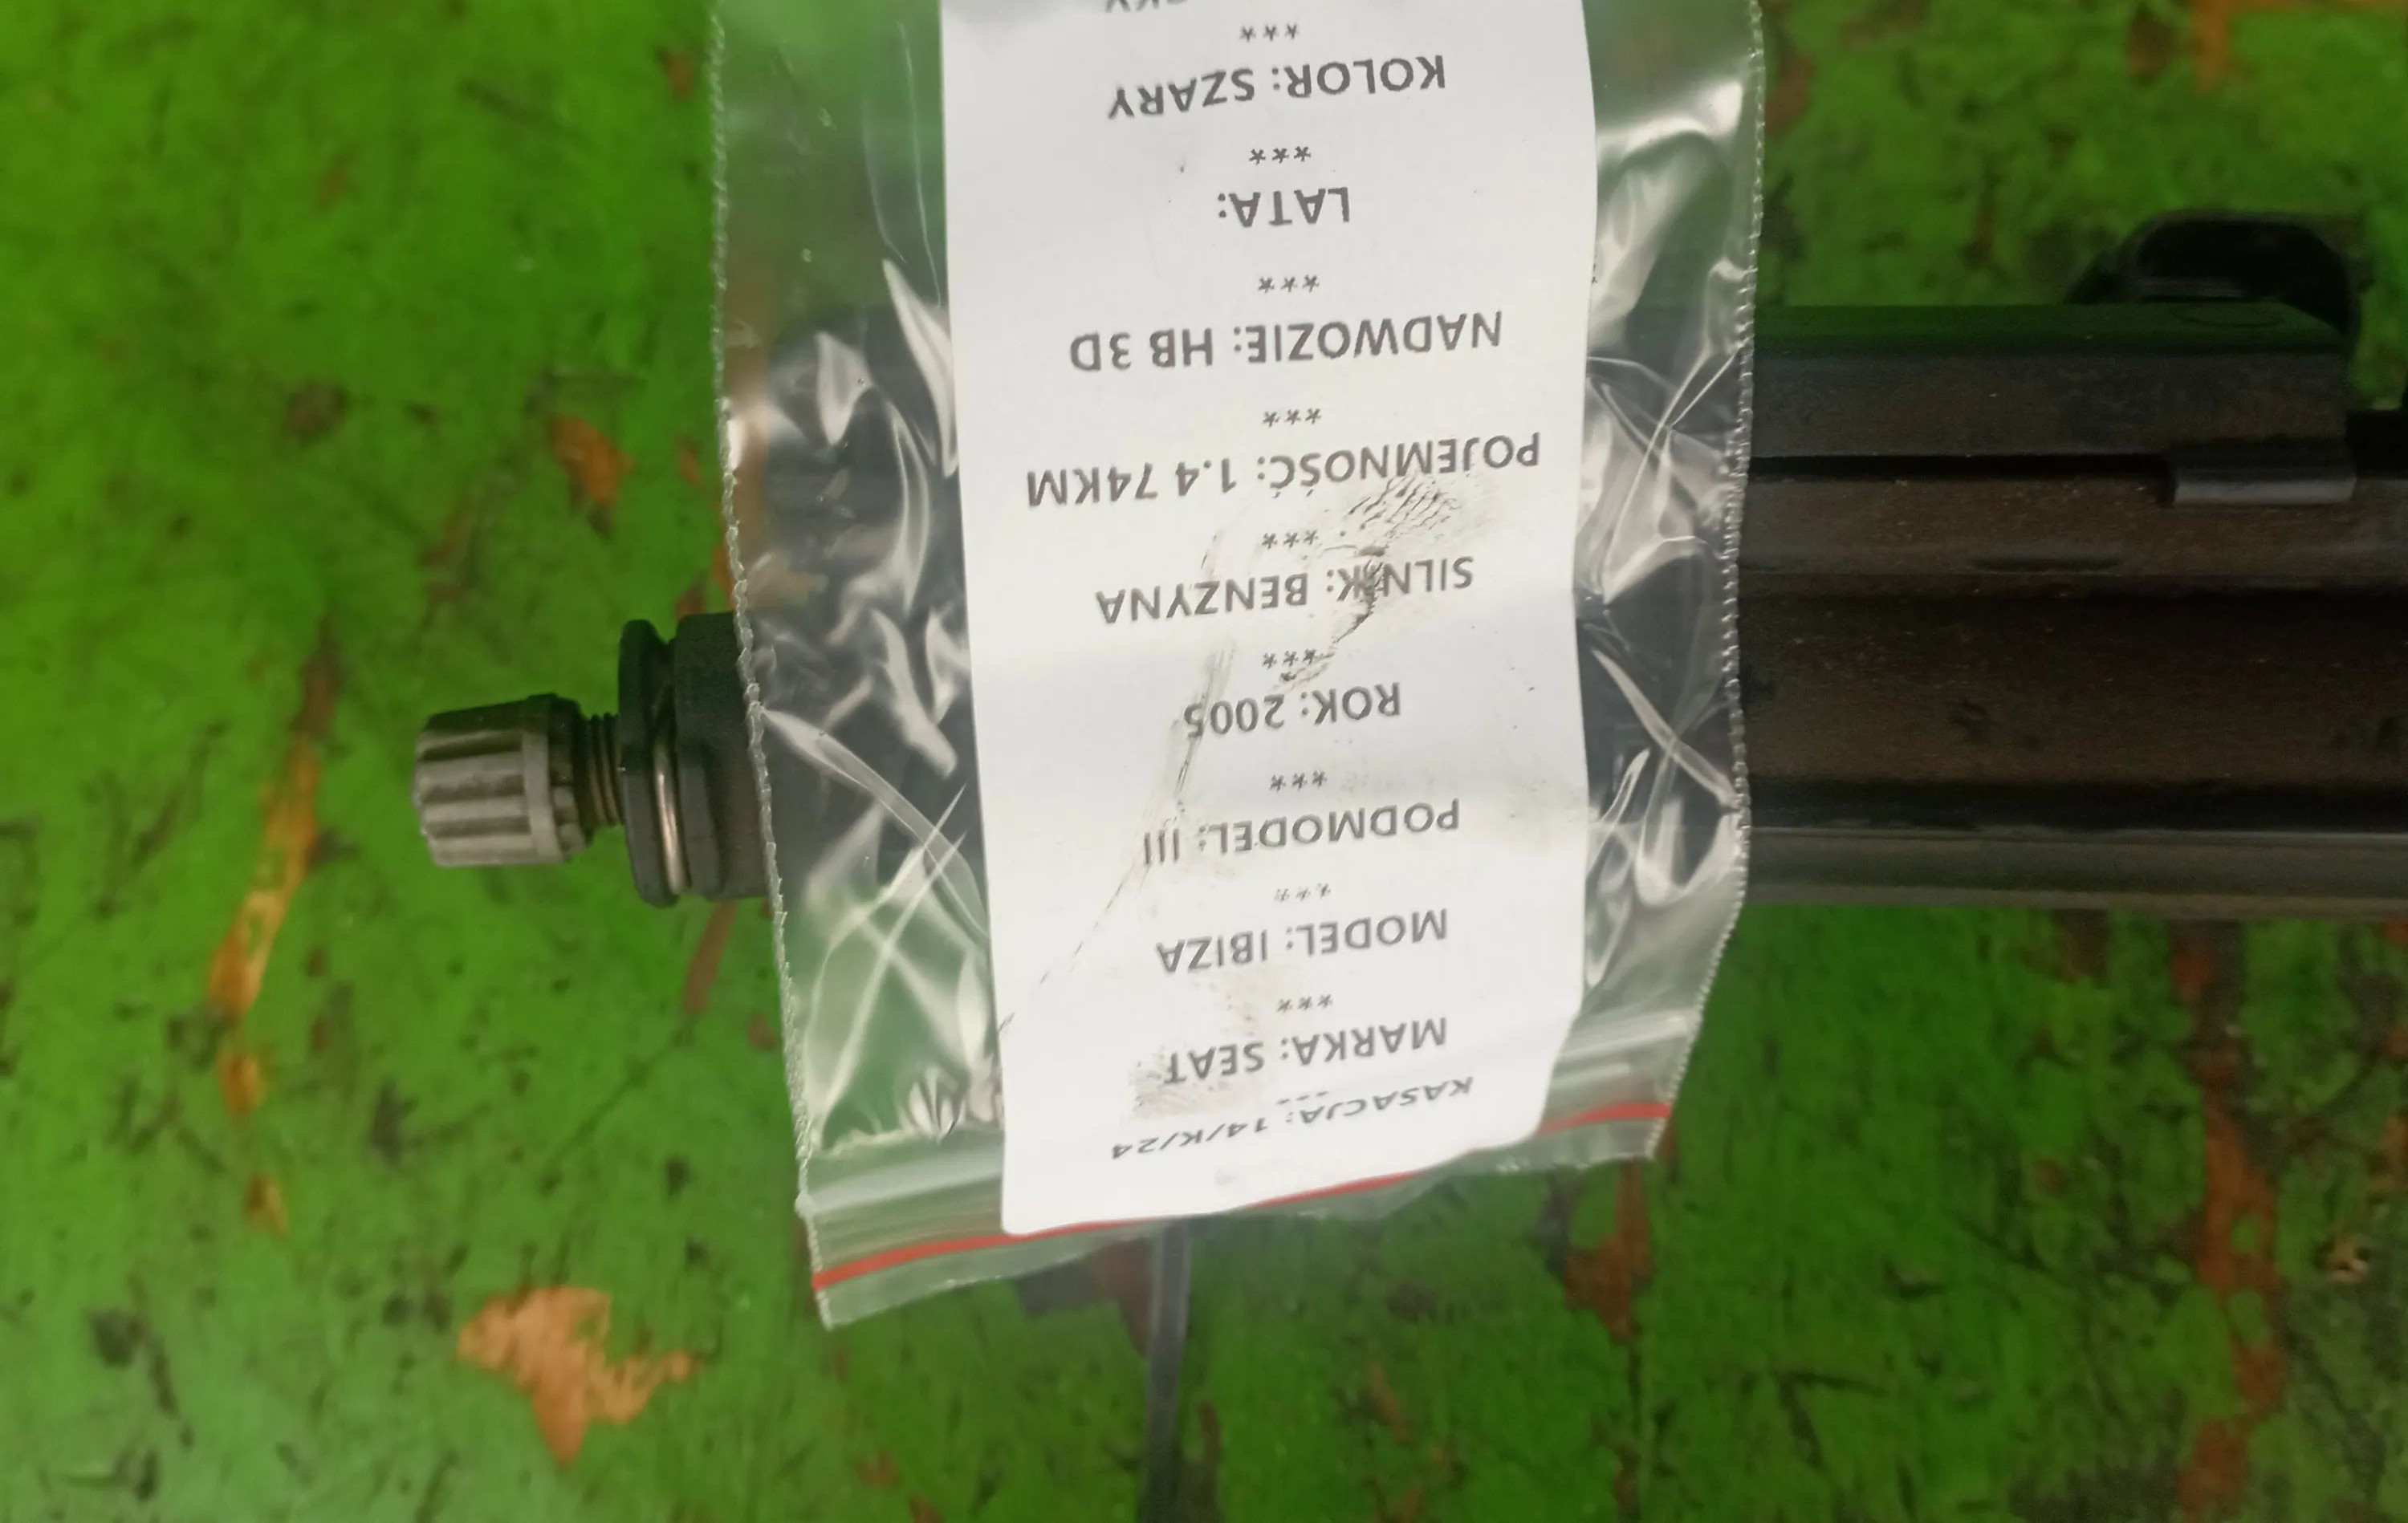 KASACJA: 14/K/24
---
MARKA: SEAT
***
MODEL: IBIZA
***
PODMODEL: III
***
ROK: 2005
***
SILNIK: BENZYNA
***
POJEMNOŚĆ: 1.4 74KM
***
NADWOZIE: HB 3D
***
LATA:
***
KOLOR: SZARY
***